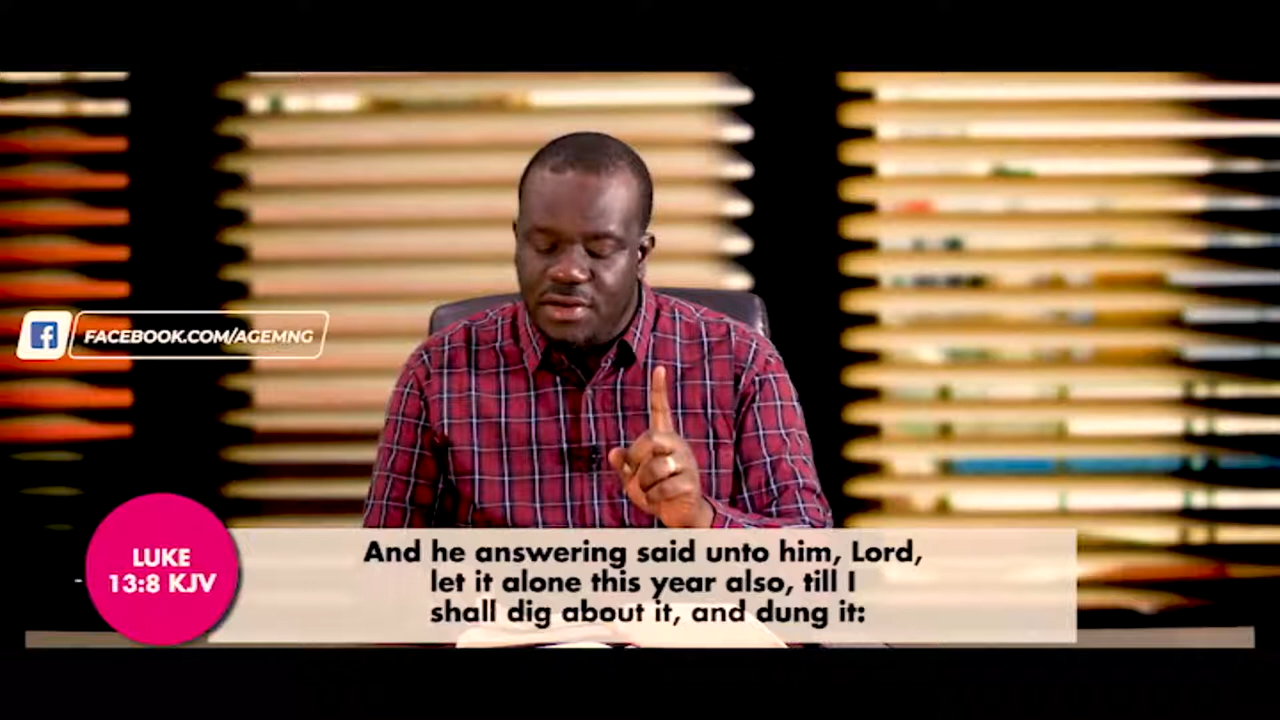 FACEBOOK.COM/AGEMNG
LUKE
13:8 KJV
And he answering said unto him, Lord,
let it alone this year also, till I
shall dig about it, and dung it: